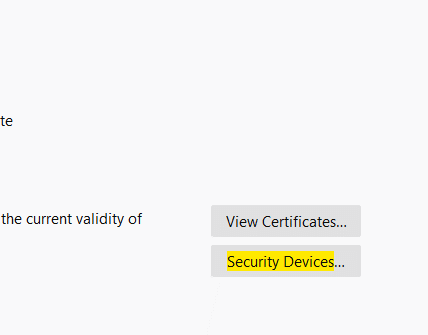 te
the current validity of
View Certificates...
Security Devices...